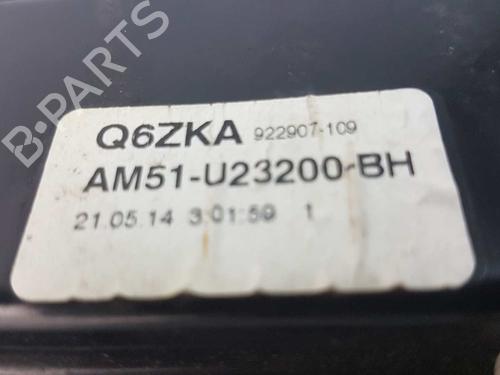 B-PARTS
Q6ZKA 922907-109
AM51-U23200-BH
21.05.14 3:01:59 1